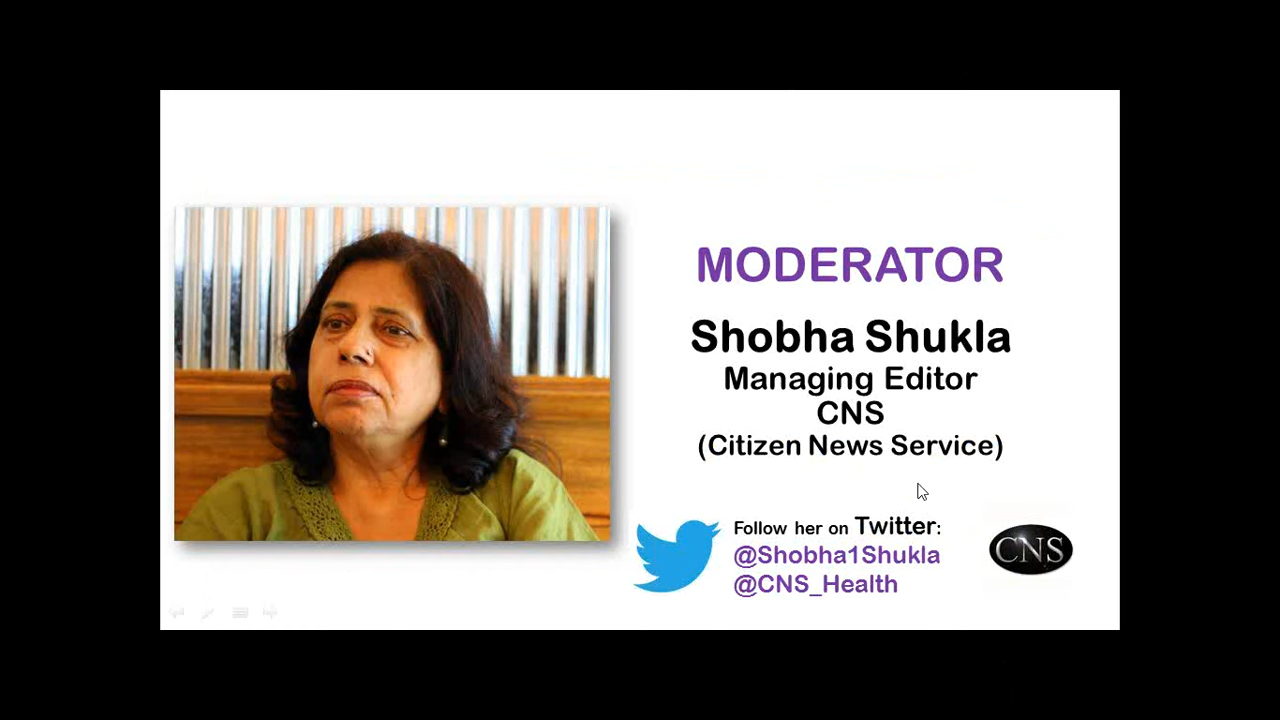 MODERATOR
Shobha Shukla
Managing Editor
CNS
(Citizen News Service)
Follow her on Twitter:
@Shobha1Shukla
@CNS_Health
CNS